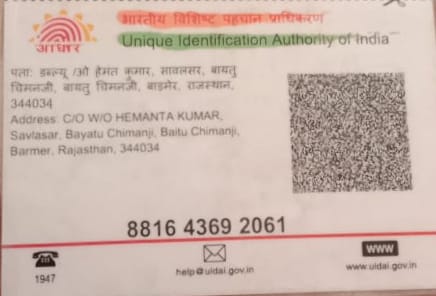 भारतीय विशिष्ट पहचान प्राधिकरण
Unique Identification Authority of India
आधार
पता: डब्ल्यू /ओ हेमंत कुमार, सावलसर, बायतु
चिमनजी, बायतु चिमनजी, बाड़मेर, राजस्थान,
344034
Address: C/O W/O HEMANTA KUMAR,
Savlasar, Bayatu Chimanji, Baitu Chimanji,
Barmer, Rajasthan, 344034
8816 4369 2061
1947
help@uidai.gov.in
www
www.uidai.gov.in